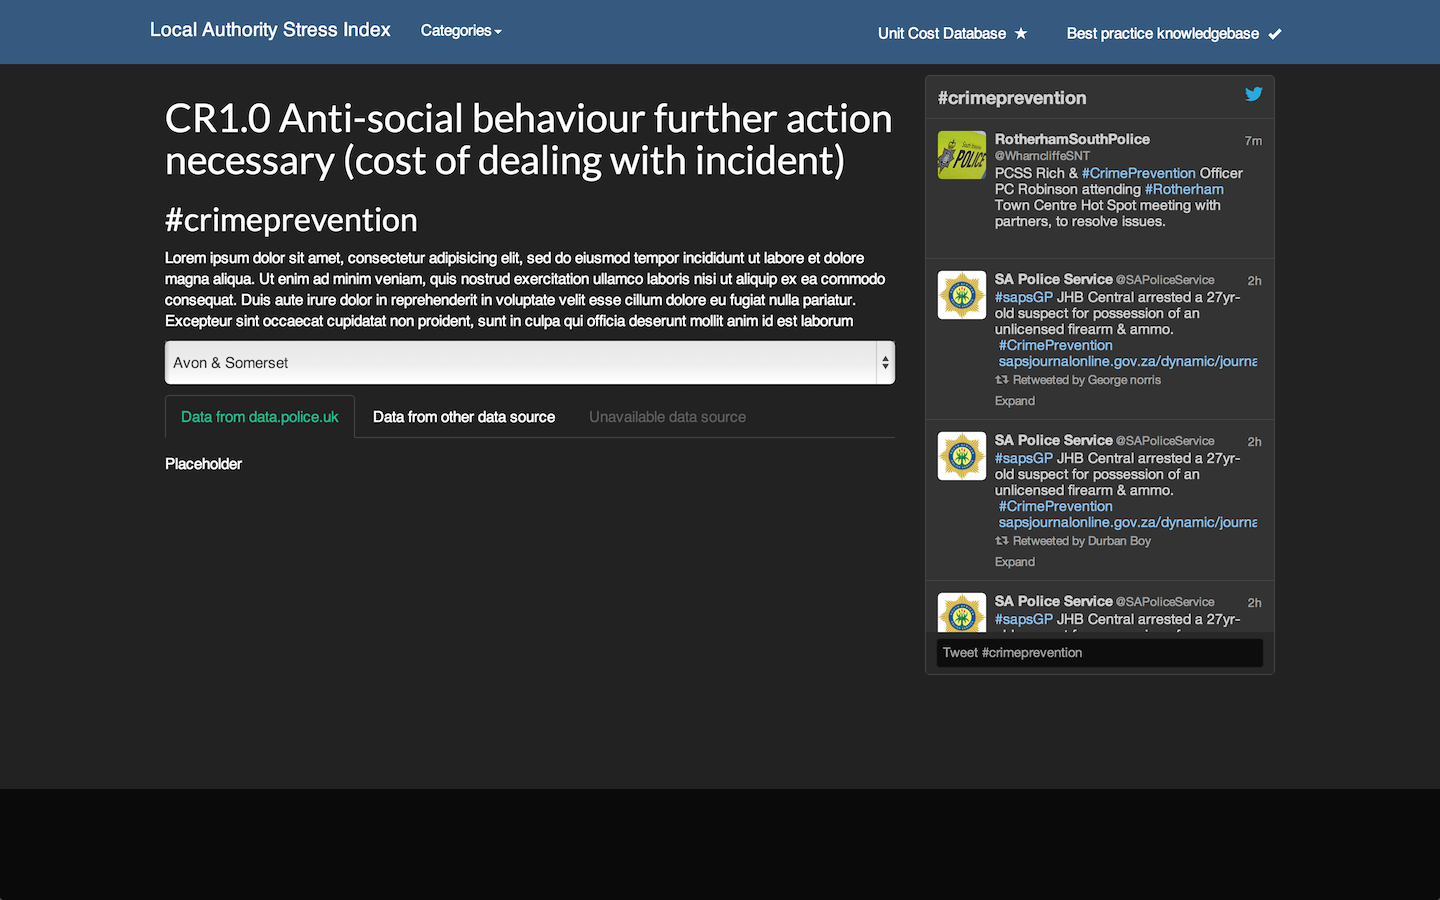 Local Authority Stress Index
Categories
Unit Cost Database
Best practice knowledgebase
CR1.0 Anti-social behaviour further action
necessary (cost of dealing with incident)
#crimeprevention
Lorem ipsum dolor sit amet, consectetur adipisicing elit, sed do eiusmod tempor incididunt ut labore et dolore
magna aliqua. Ut enim ad minim veniam, quis nostrud exercitation ullamco laboris nisi ut aliquip ex ea commodo
consequat. Duis aute irure dolor in reprehenderit in voluptate velit esse cillum dolore eu fugiat nulla pariatur.
Excepteur sint occaecat cupidatat non proident, sunt in culpa qui officia deserunt mollit anim id est laborum
Avon & Somerset
Data from data.police.uk
Data from other data source
Unavailable data source
Placeholder
#crimeprevention
POLICE
RotherhamSouthPolice 7m
@WharncliffeSNT
PCSS Rich & #CrimePrevention Officer
PC Robinson attending #Rotherham
Town Centre Hot Spot meeting with
partners, to resolve issues.
SA Police Service @SAPoliceService 2h
#sapsGP JHB Central arrested a 27yr-
old suspect for possession of an
unlicensed firearm & ammo.
#CrimePrevention
sapsjournalonline.gov.za/dynamic/journa
Retweeted by George norris
Expand
SA Police Service @SAPoliceService 2h
#sapsGP JHB Central arrested a 27yr-
old suspect for possession of an
unlicensed firearm & ammo.
#CrimePrevention
sapsjournalonline.gov.za/dynamic/journa
Retweeted by Durban Boy
Expand
SA Police Service @SAPoliceService 2h
#sapsGP JHB Central arrested a 27yr-
Tweet #crimeprevention